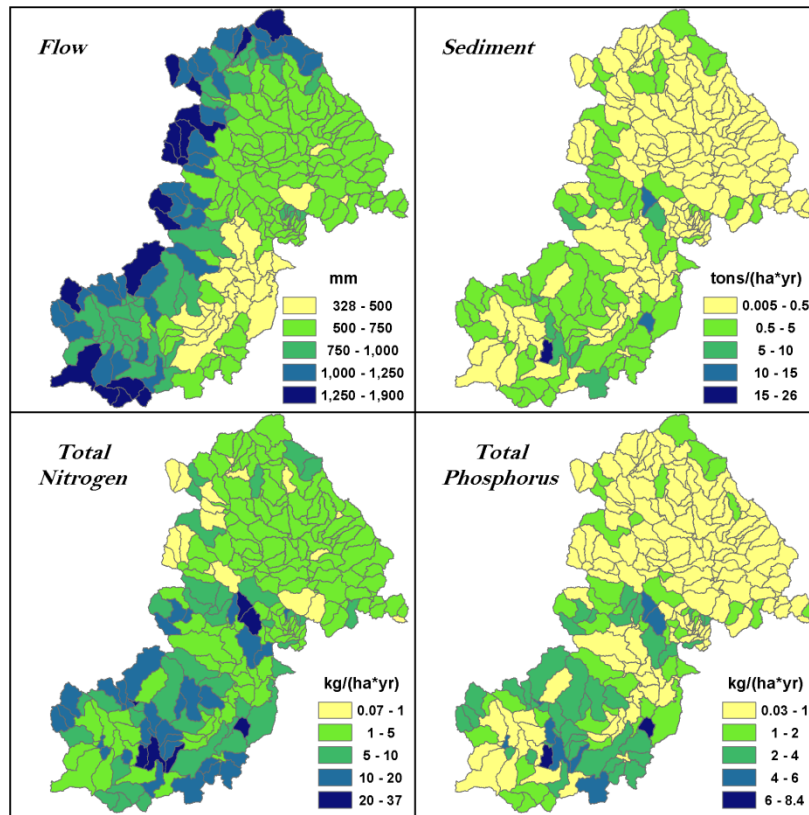 Flow
mm
328 - 500
500 - 750
750 - 1,000
1,000 - 1,250
1,250 - 1,900
Sediment
tons/(ha*yr)
0.005 - 0.5
0.5 - 5
5 - 10
10 - 15
15 - 26
Total
Nitrogen
kg/(ha*yr)
0.07 - 1
1 - 5
5 - 10
10 - 20
20 - 37
Total
Phosphorus
kg/(ha*yr)
0.03 - 1
1 - 2
2 - 4
4 - 6
6 - 8.4